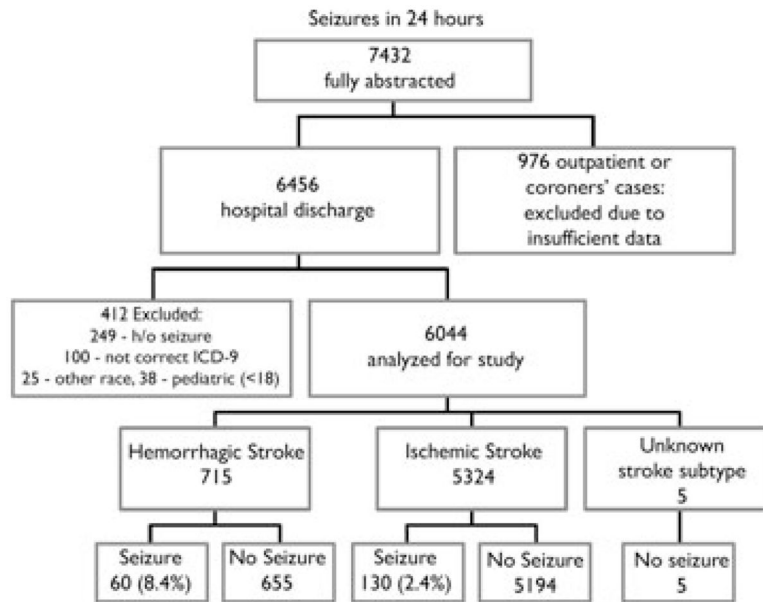 Seizures in 24 hours
7432
fully abstracted
6456
hospital discharge
976 outpatient or
coroners' cases:
excluded due to
insufficient data
412 Excluded:
249 - h/o seizure
100 - not correct ICD-9
25 - other race, 38 - pediatric (<18)
6044
analyzed for study
Hemorrhagic Stroke
715
Ischemic Stroke
5324
Unknown
stroke subtype
5
Seizure
60 (8.4%)
No Seizure
655
Seizure
130 (2.4%)
No Seizure
5194
No seizure
5